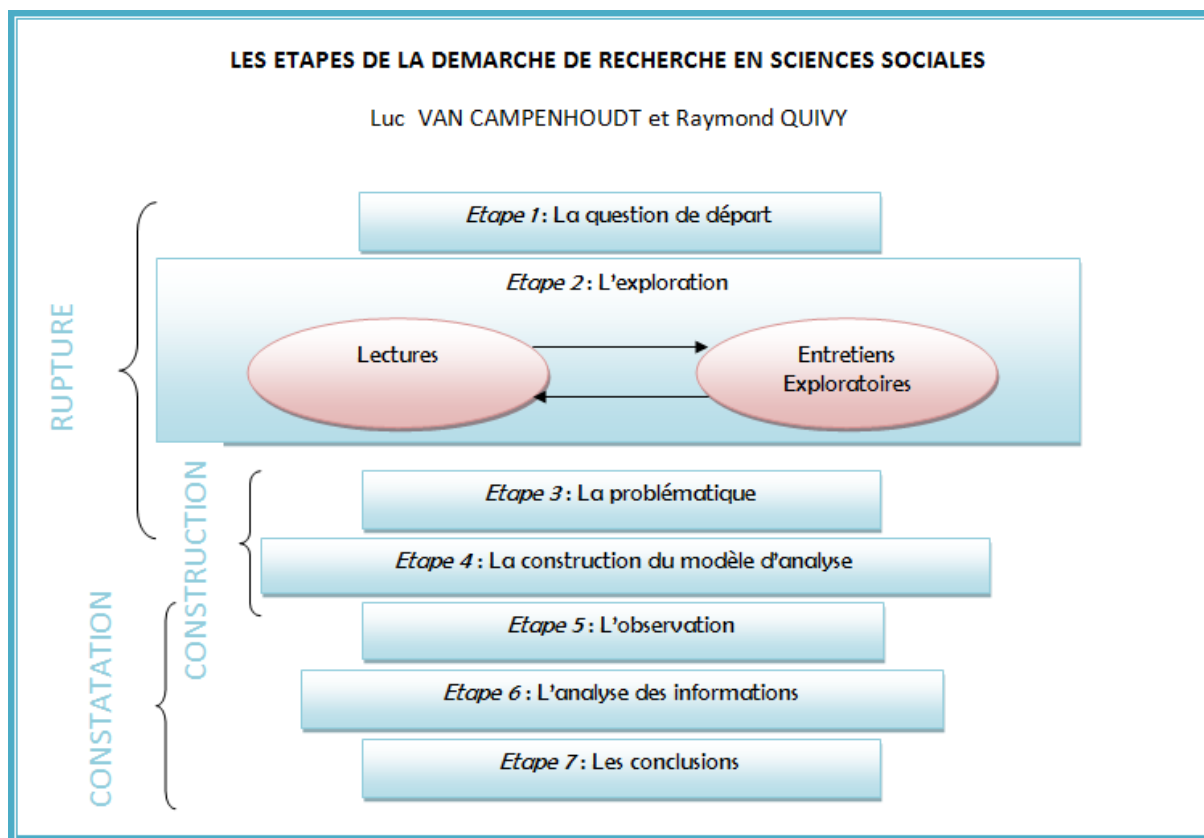 LES ETAPES DE LA DEMARCHE DE RECHERCHE EN SCIENCES SOCIALES
Luc VAN CAMPENHOUDT et Raymond QUIVY
RUPTURE
Etape 1 : La question de départ
Etape 2 : L'exploration
Lectures
Entretiens
Exploratoires
CONSTRUCTION
Etape 3 : La problématique
Etape 4 : La construction du modèle d'analyse
CONSTATATION
Etape 5 : L'observation
Etape 6 : L'analyse des informations
Etape 7 : Les conclusions